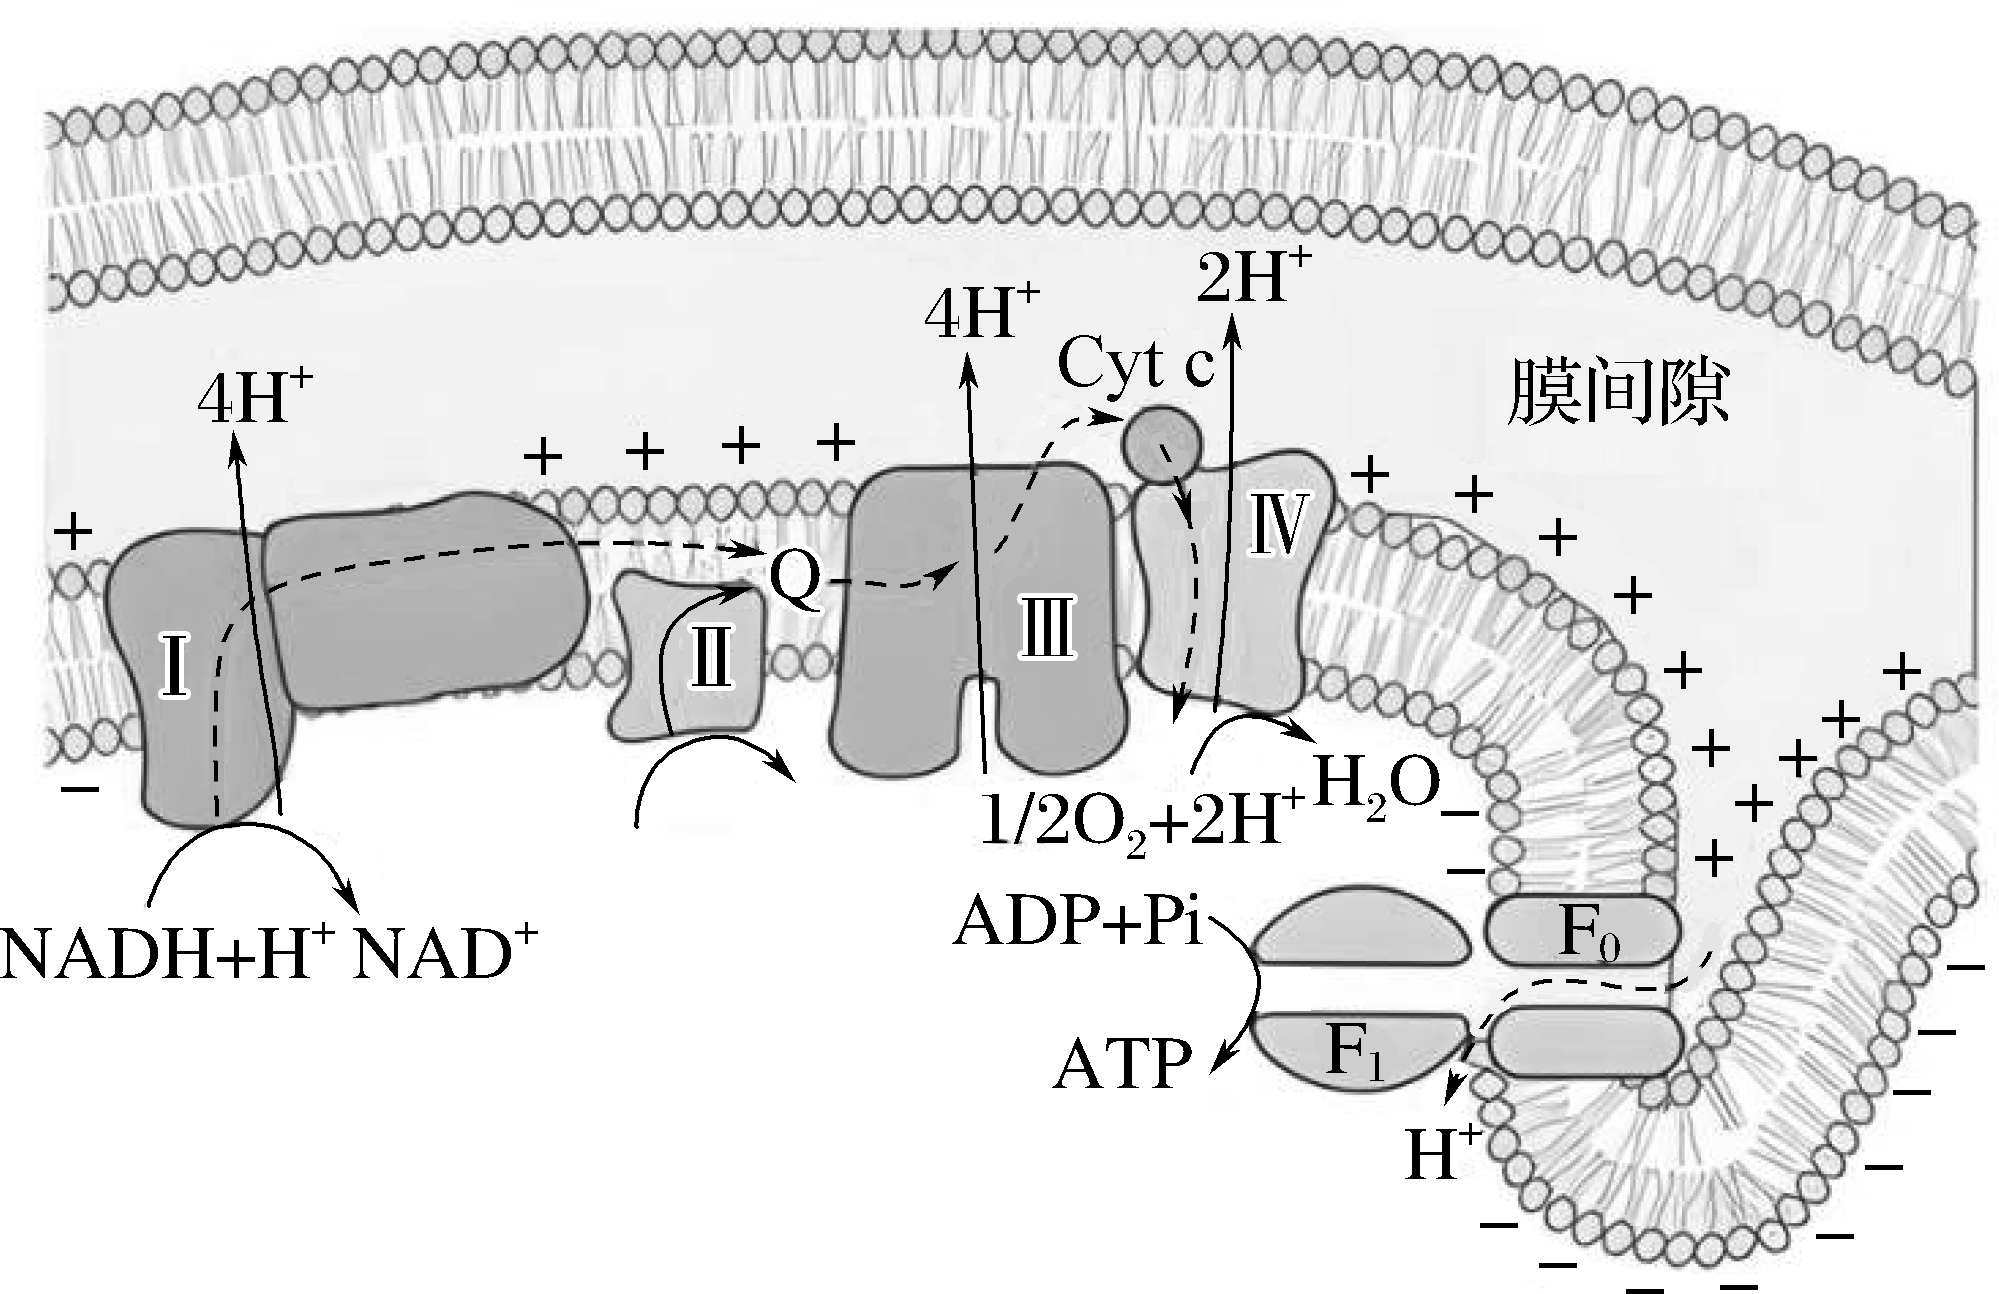 2H⁺
4H⁺
Cyt c
4H⁺
膜间隙
+ + + + + + + + + + + + + + + + +
Ⅳ
Q
Ⅰ
Ⅱ
Ⅲ
1/2O₂+2H⁺
H₂O
NADH+H⁺
NAD⁺
ADP+Pi
F₀
ATP
F₁
H⁺
− − − − − − − − − − − − −